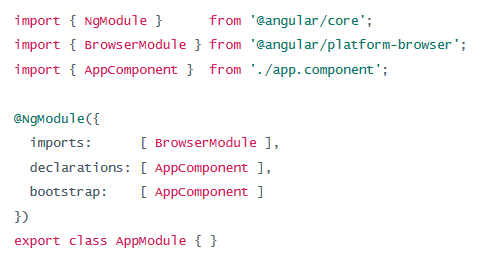 import { NgModule }      from '@angular/core';
import { BrowserModule } from '@angular/platform-browser';
import { AppComponent }  from './app.component';

@NgModule({
  imports:      [ BrowserModule ],
  declarations: [ AppComponent ],
  bootstrap:    [ AppComponent ]
})
export class AppModule { }